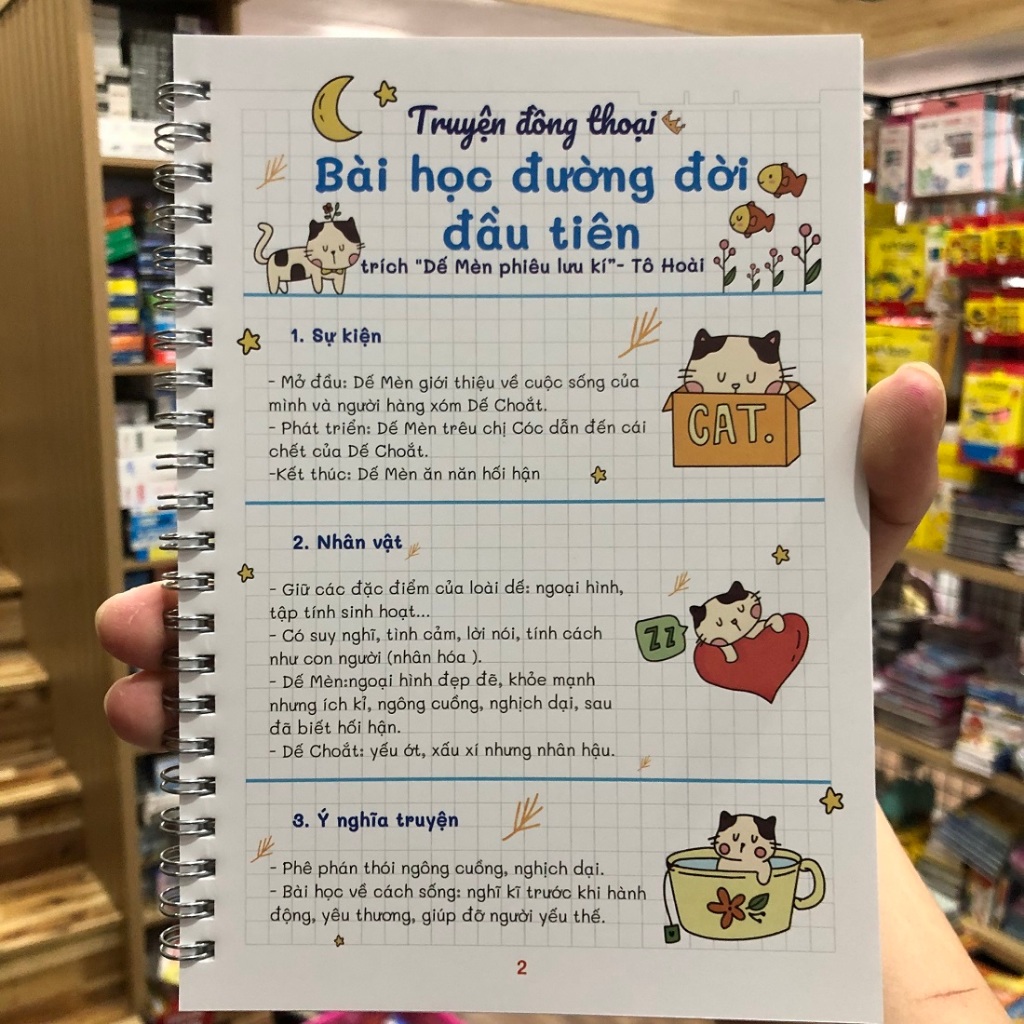 Truyện đồng thoại
Bài học đường đời
đầu tiên
trích "Dế Mèn phiêu lưu kí"- Tô Hoài
1. Sự kiện
- Mở đầu: Dế Mèn giới thiệu về cuộc sống của
mình và người hàng xóm Dế Choắt.
- Phát triển: Dế Mèn trêu chị Cóc dẫn đến cái
chết của Dế Choắt.
-Kết thúc: Dế Mèn ăn năn hối hận
CAT.
2. Nhân vật
- Giữ các đặc điểm của loài dế: ngoại hình,
tập tính sinh hoạt...
- Có suy nghĩ, tình cảm, lời nói, tính cách
như con người (nhân hóa ).
- Dế Mèn:ngoại hình đẹp đẽ, khỏe mạnh
nhưng ích kỉ, ngông cuồng, nghịch dại, sau
đã biết hối hận.
- Dế Choắt: yếu ớt, xấu xí nhưng nhân hậu.
ZZ
3. Ý nghĩa truyện
- Phê phán thói ngông cuồng, nghịch dại.
- Bài học về cách sống: nghĩ kĩ trước khi hành
động, yêu thương, giúp đỡ người yếu thế.
2